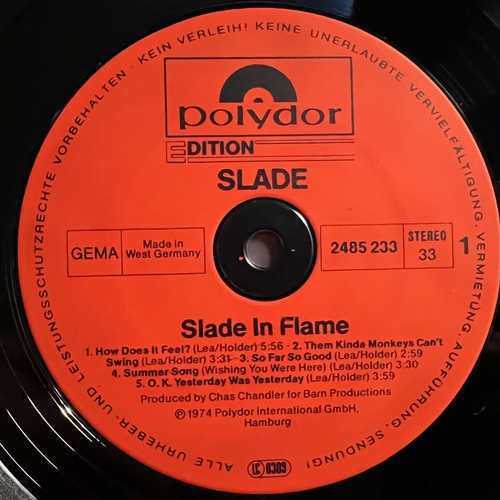 ALLE URHEBER- UND LEISTUNGSSCHUTZRECHTE VORBEHALTEN · KEIN VERLEIH! KEINE UNERLAUBTE VERVIELFÄLTIGUNG, VERMIETUNG, AUFFÜHRUNG, SENDUNG!
polydor
EDITION
SLADE
GEMA
Made in
West Germany
2485 233
STEREO
33
1
Slade In Flame
1. How Does It Feel? (Lea/Holder) 5:56 - 2. Them Kinda Monkeys Can't
Swing (Lea/Holder) 3:31 - 3. So Far So Good (Lea/Holder) 2:59
4. Summer Song (Wishing You Were Here) (Lea/Holder) 3:30
5. O. K. Yesterday Was Yesterday (Lea/Holder) 3:59
Produced by Chas Chandler for Barn Productions
Ⓟ 1974 Polydor International GmbH,
Hamburg
LC 0309